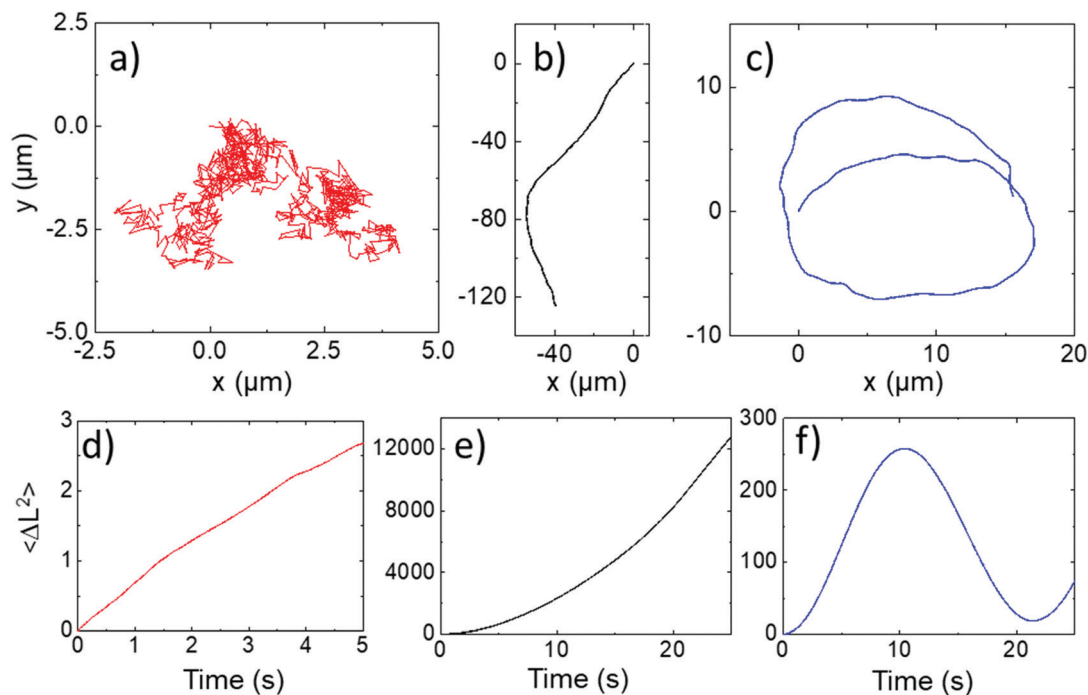 a)
y (µm)
2.5
0.0
-2.5
-5.0
-2.5 0.0 2.5 5.0
x (µm)
b)
0
-40
-80
-120
-40 0
x (µm)
c)
10
0
-10
0 10 20
x (µm)
d)
<ΔL²>
3
2
1
0
0 1 2 3 4 5
Time (s)
e)
12000
8000
4000
0
0 10 20
Time (s)
f)
300
200
100
0
0 10 20
Time (s)